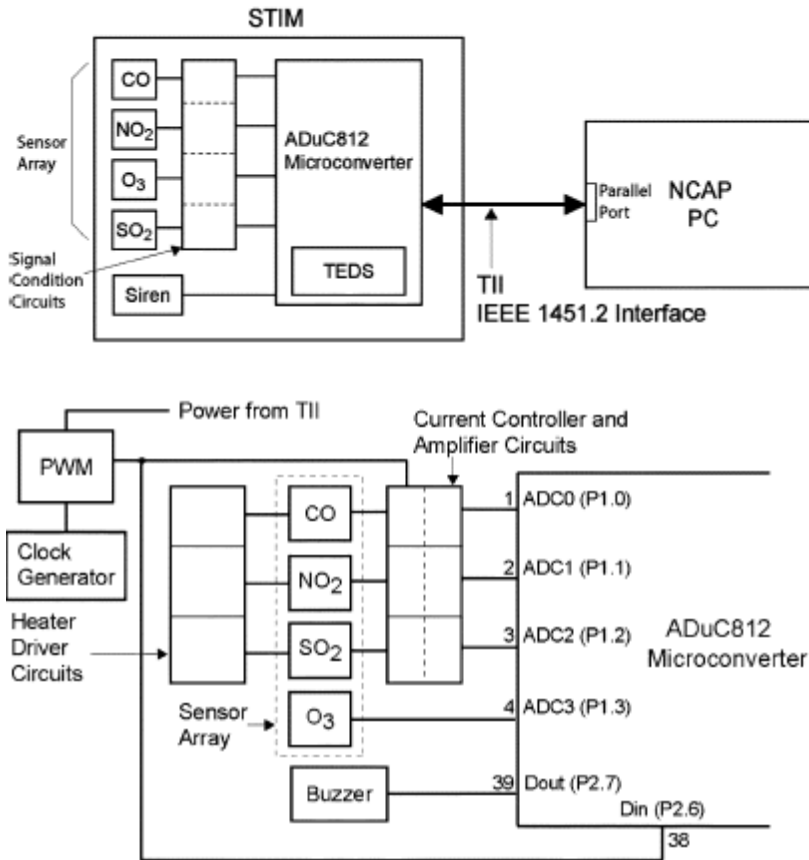 STIM
CO
NO2
O3
SO2
Sensor
Array
Signal
Condition
Circuits
Siren
ADuC812
Microconverter
TEDS
Parallel
Port
NCAP
PC
TII
IEEE 1451.2 Interface
Power from TII
PWM
Clock
Generator
Heater
Driver
Circuits
Current Controller and
Amplifier Circuits
CO
NO2
SO2
O3
Sensor
Array
Buzzer
1 ADC0 (P1.0)
2 ADC1 (P1.1)
3 ADC2 (P1.2)
4 ADC3 (P1.3)
39 Dout (P2.7)
Din (P2.6)
38
ADuC812
Microconverter